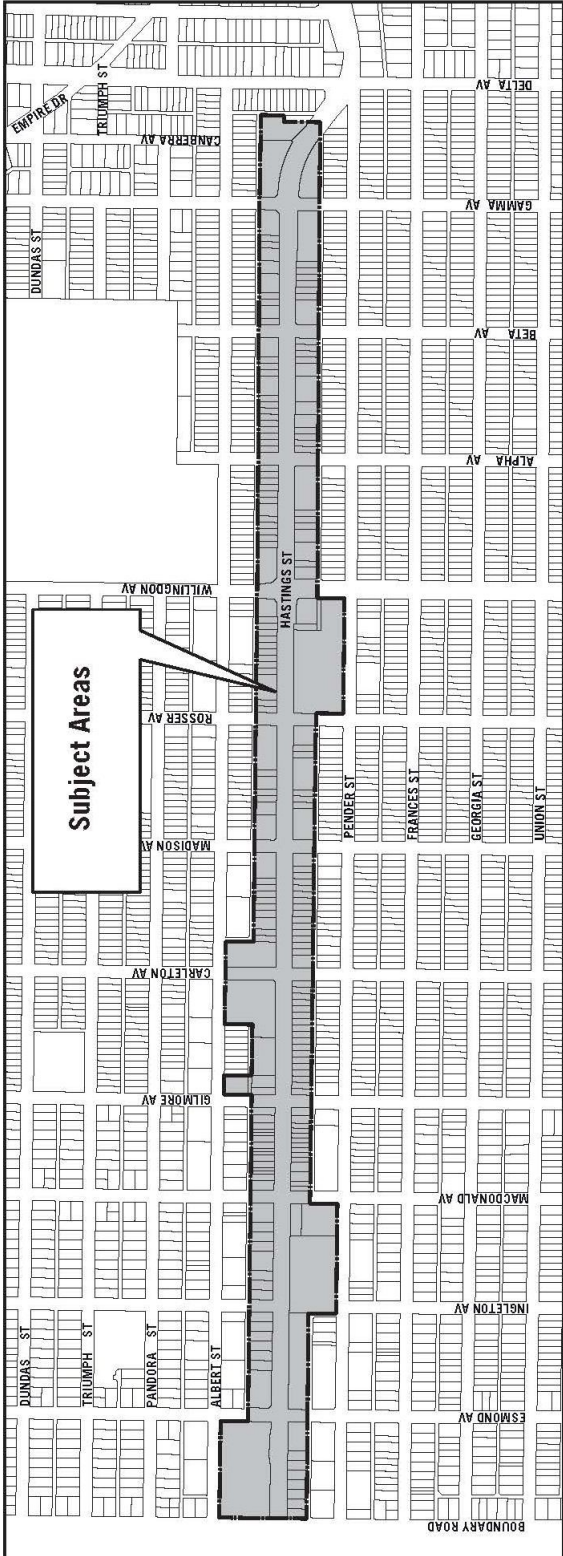 DELTA AV
EMPIRE DR
TRIUMPH ST
CANBERRA AV
GAMMA AV
DUNDAS ST
BETA AV
ALPHA AV
WILLINGDON AV
HASTINGS ST
Subject Areas
ROSSER AV
PENDER ST
FRANCES ST
GEORGIA ST
UNION ST
MADISON AV
CARLETON AV
GILMORE AV
MACDONALD AV
INGLETON AV
DUNDAS ST
TRIUMPH ST
PANDORA ST
ALBERT ST
ESMOND AV
BOUNDARY ROAD